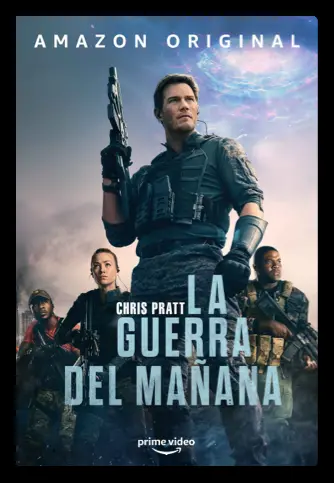 AMAZON ORIGINAL
CHRIS PRATT
LA
GUERRA
DEL MAÑANA
prime video